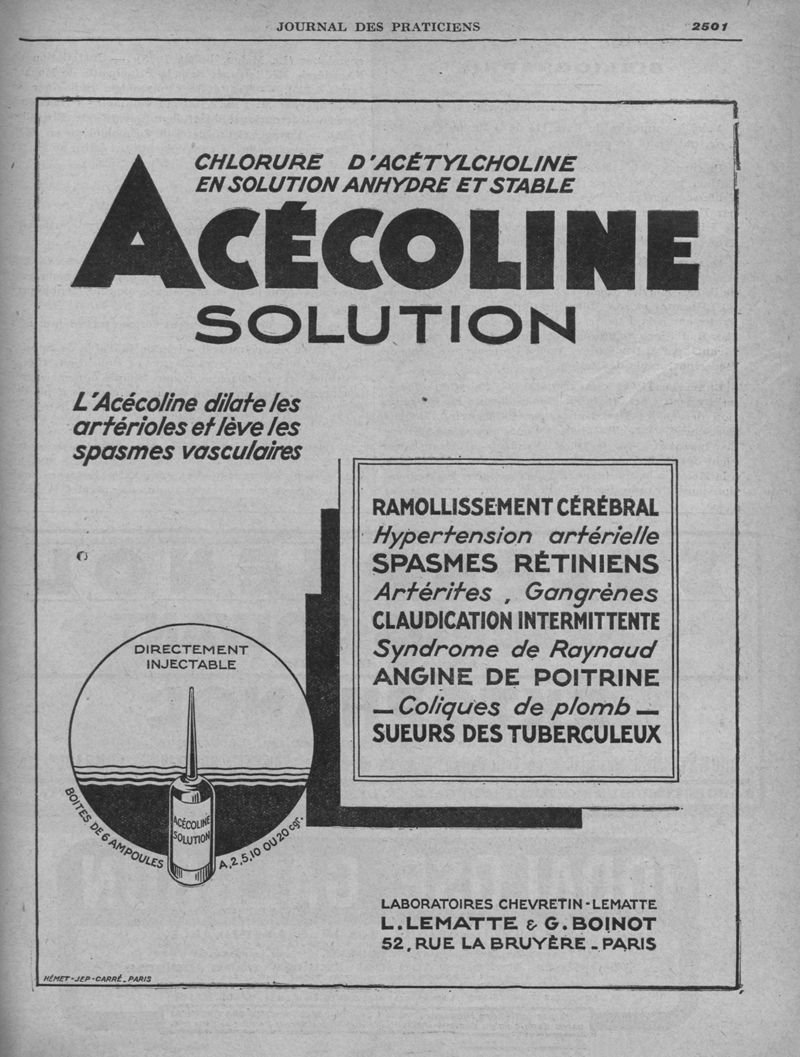 JOURNAL DES PRATICIENS
2501
CHLORURE D'ACÉTYLCHOLINE
EN SOLUTION ANHYDRE ET STABLE
ACÉCOLINE
SOLUTION
L'Acécoline dilate les
artérioles et lève les
spasmes vasculaires
RAMOLLISSEMENT CÉRÉBRAL
Hypertension artérielle
SPASMES RÉTINIENS
Artérites, Gangrènes
CLAUDICATION INTERMITTENTE
Syndrome de Raynaud
ANGINE DE POITRINE
— Coliques de plomb —
SUEURS DES TUBERCULEUX
DIRECTEMENT
INJECTABLE
ACÉCOLINE
SOLUTION
BOITES DE 6 AMPOULES A, 2, 5, 10 OU 20 cgr.
LABORATOIRES CHEVRETIN-LEMATTE
L. LEMATTE & G. BOINOT
52, RUE LA BRUYÈRE - PARIS
HÉMET-JEP-CARRÉ - PARIS